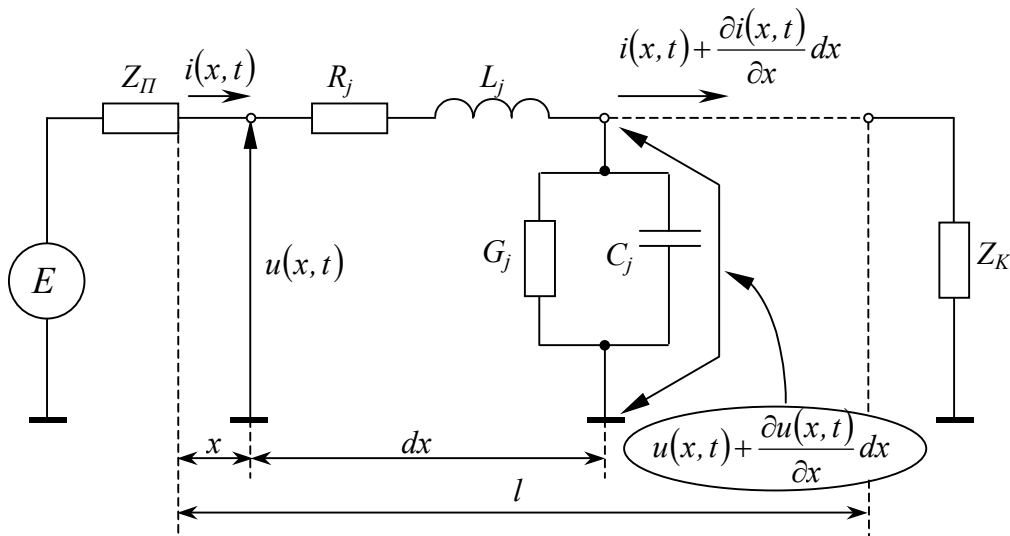 i(x,t) + ∂i(x,t)/∂x dx
Z_П
i(x,t)
R_j
L_j
E
u(x,t)
G_j
C_j
Z_K
x
dx
u(x,t) + ∂u(x,t)/∂x dx
l